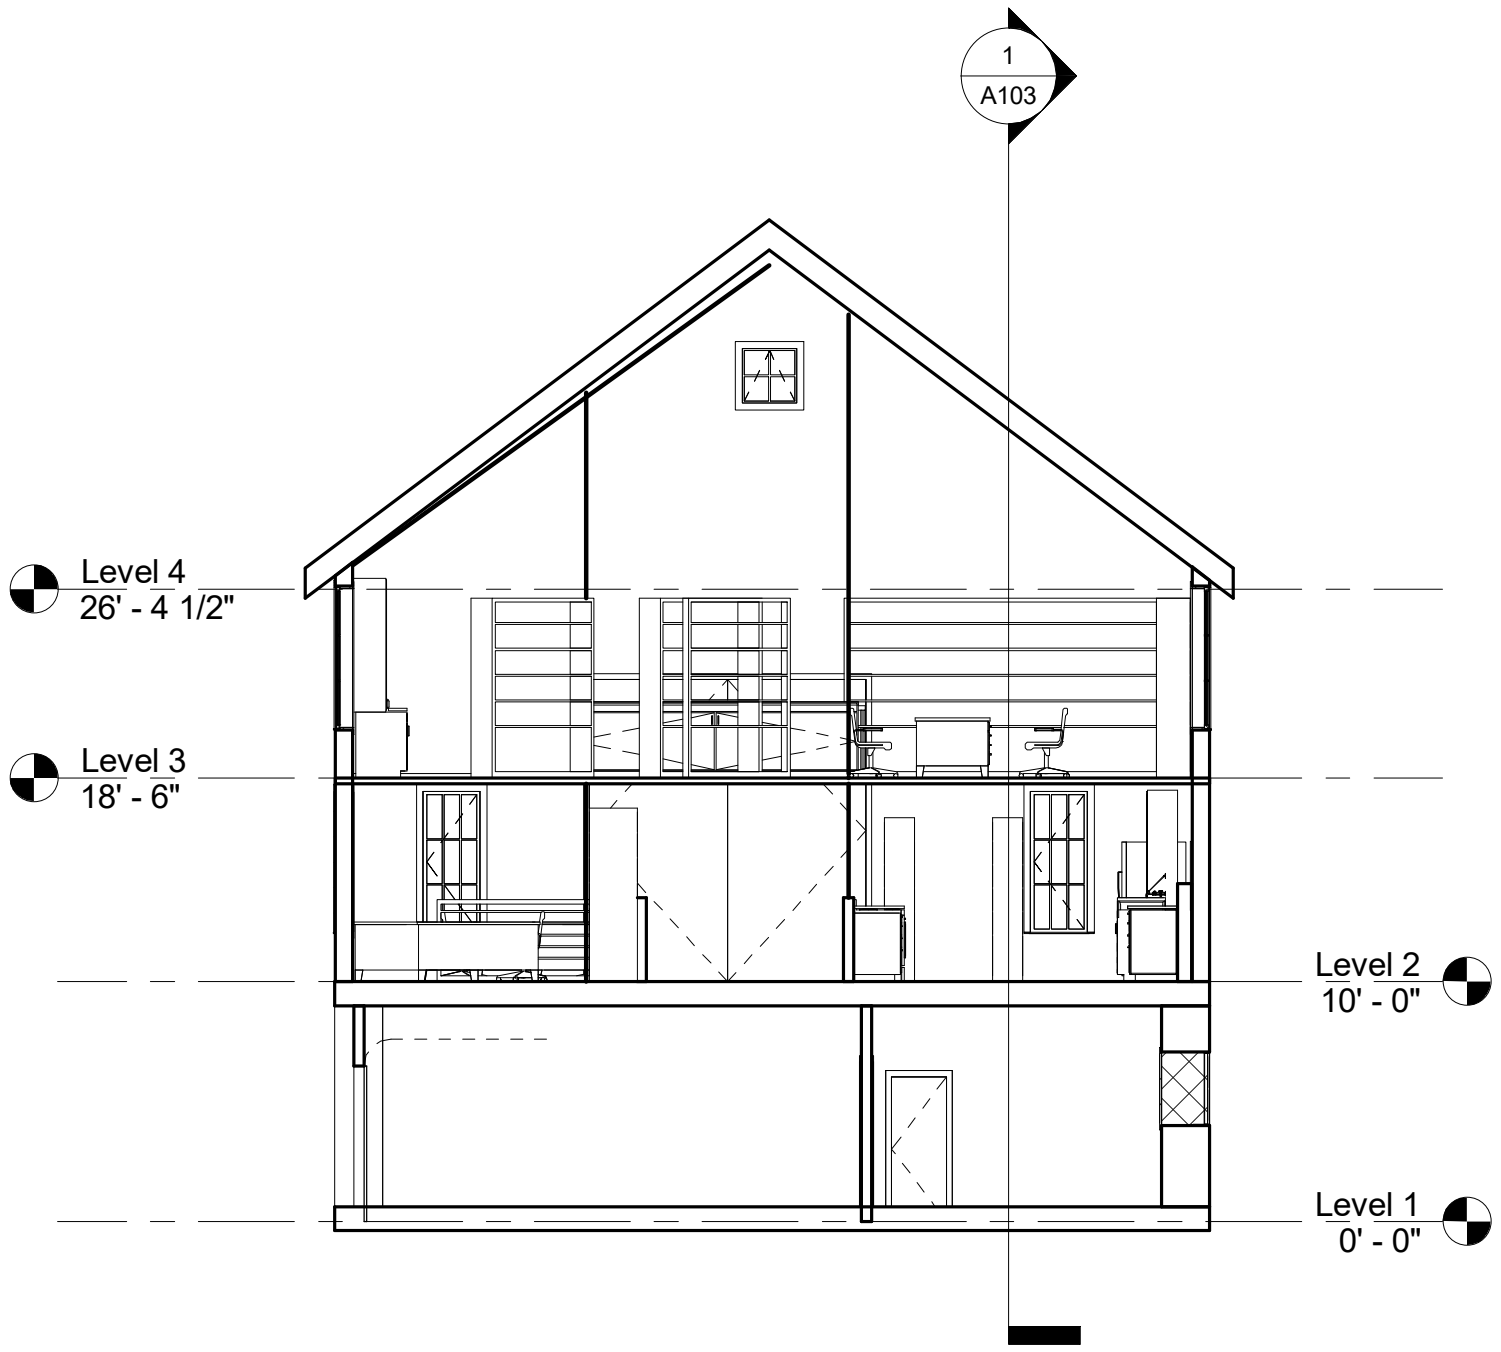 1
A103
Level 4
26' - 4 1/2"
Level 3
18' - 6"
Level 2
10' - 0"
Level 1
0' - 0"